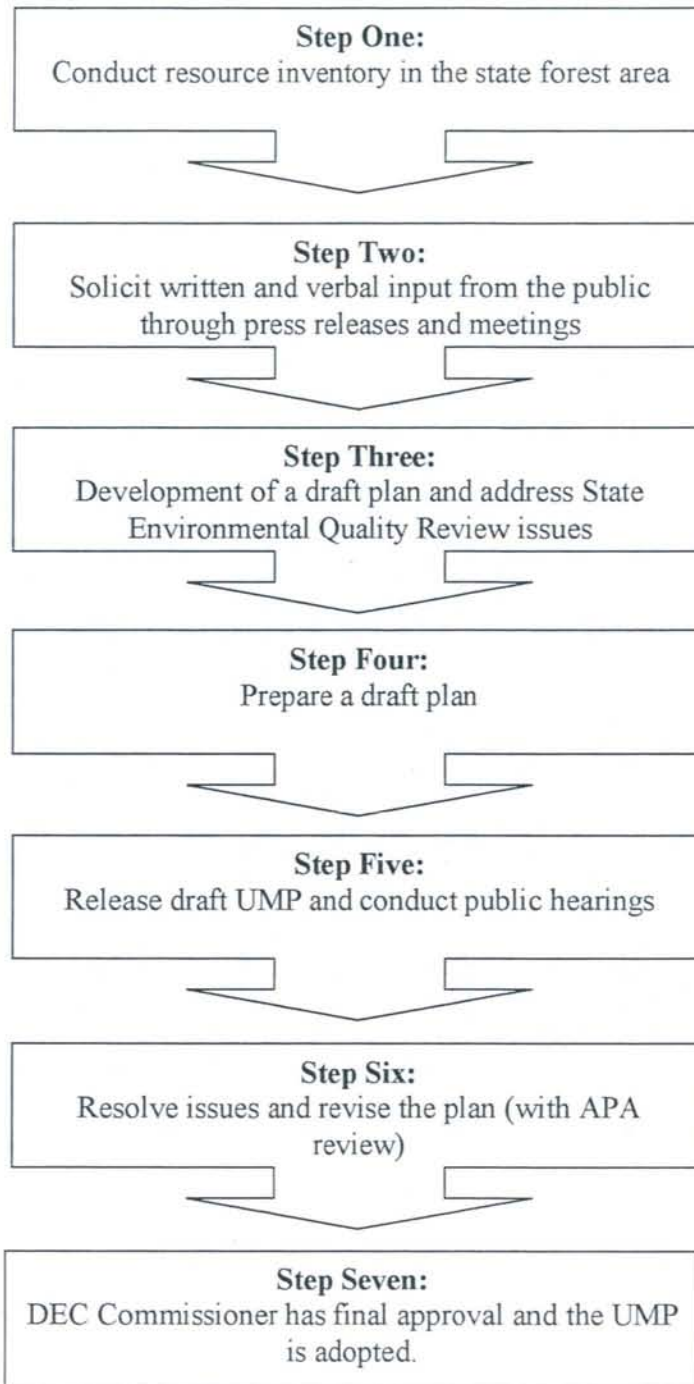 Step One:
Conduct resource inventory in the state forest area
Step Two:
Solicit written and verbal input from the public
through press releases and meetings
Step Three:
Development of a draft plan and address State
Environmental Quality Review issues
Step Four:
Prepare a draft plan
Step Five:
Release draft UMP and conduct public hearings
Step Six:
Resolve issues and revise the plan (with APA
review)
Step Seven:
DEC Commissioner has final approval and the UMP
is adopted.